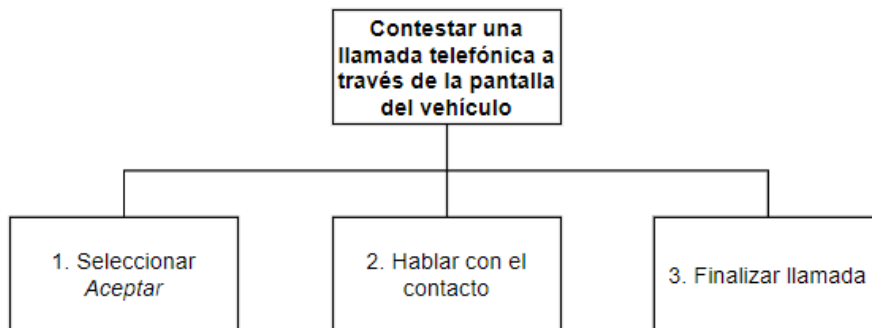 Contestar una
llamada telefónica a
través de la pantalla
del vehículo
1. Seleccionar
Aceptar
2. Hablar con el
contacto
3. Finalizar llamada